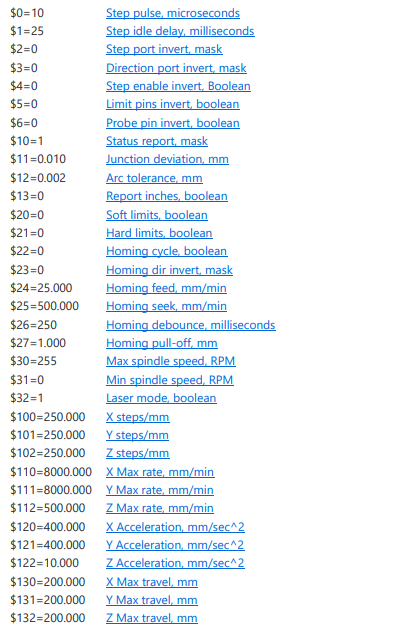 $0=10 Step pulse, microseconds
$1=25 Step idle delay, milliseconds
$2=0 Step port invert, mask
$3=0 Direction port invert, mask
$4=0 Step enable invert, Boolean
$5=0 Limit pins invert, boolean
$6=0 Probe pin invert, boolean
$10=1 Status report, mask
$11=0.010 Junction deviation, mm
$12=0.002 Arc tolerance, mm
$13=0 Report inches, boolean
$20=0 Soft limits, boolean
$21=0 Hard limits, boolean
$22=0 Homing cycle, boolean
$23=0 Homing dir invert, mask
$24=25.000 Homing feed, mm/min
$25=500.000 Homing seek, mm/min
$26=250 Homing debounce, milliseconds
$27=1.000 Homing pull-off, mm
$30=255 Max spindle speed, RPM
$31=0 Min spindle speed, RPM
$32=1 Laser mode, boolean
$100=250.000 X steps/mm
$101=250.000 Y steps/mm
$102=250.000 Z steps/mm
$110=8000.000 X Max rate, mm/min
$111=8000.000 Y Max rate, mm/min
$112=500.000 Z Max rate, mm/min
$120=400.000 X Acceleration, mm/sec^2
$121=400.000 Y Acceleration, mm/sec^2
$122=10.000 Z Acceleration, mm/sec^2
$130=200.000 X Max travel, mm
$131=200.000 Y Max travel, mm
$132=200.000 Z Max travel, mm